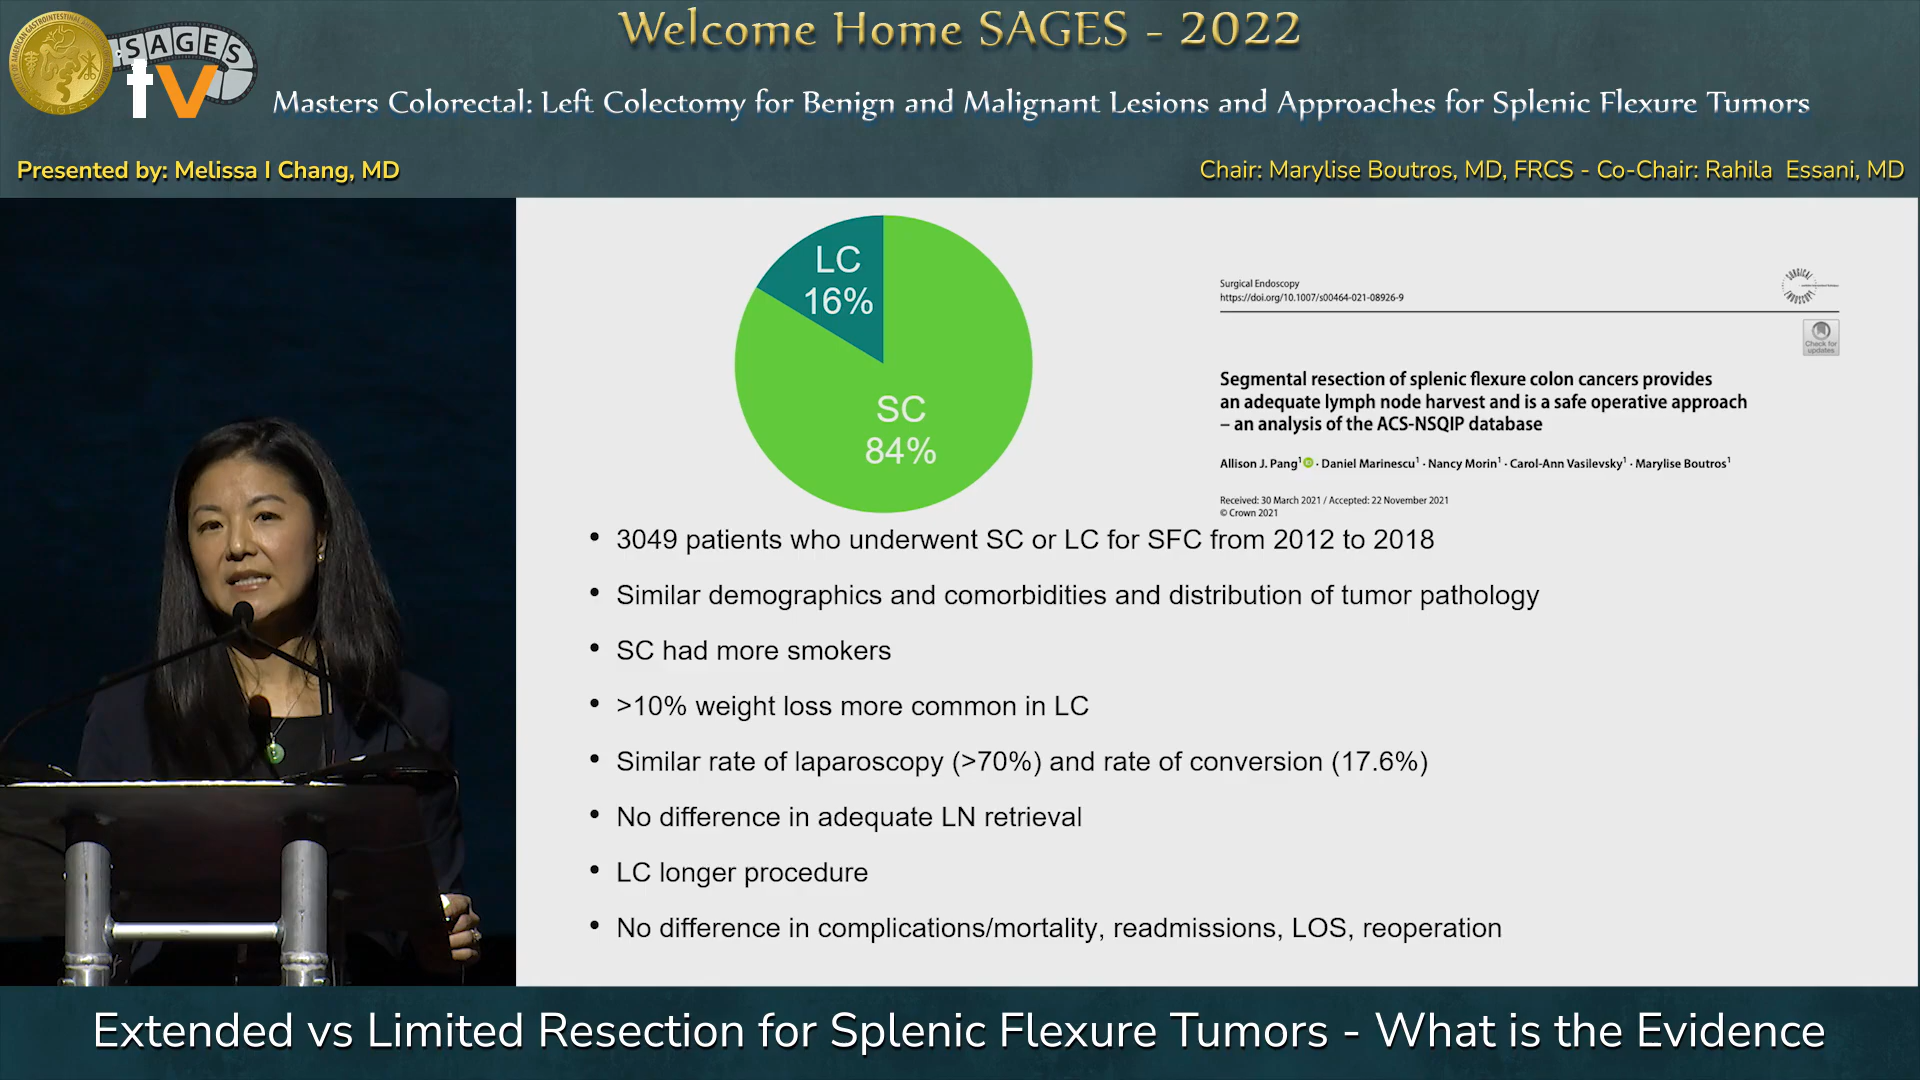 Welcome Home SAGES - 2022
SAGES
tv
Masters Colorectal: Left Colectomy for Benign and Malignant Lesions and Approaches for Splenic Flexure Tumors
Presented by: Melissa I Chang, MD
Chair: Marylise Boutros, MD, FRCS - Co-Chair: Rahila Essani, MD
LC
16%
SC
84%
Surgical Endoscopy
https://doi.org/10.1007/s00464-021-08926-9
SURGICAL
ENDOSCOPY
Check for
updates
Segmental resection of splenic flexure colon cancers provides
an adequate lymph node harvest and is a safe operative approach
– an analysis of the ACS-NSQIP database
Allison J. Pang1 · Daniel Marinescu1 · Nancy Morin1 · Carol-Ann Vasilevsky1 · Marylise Boutros1
Received: 30 March 2021 / Accepted: 22 November 2021
© Crown 2021
• 3049 patients who underwent SC or LC for SFC from 2012 to 2018
• Similar demographics and comorbidities and distribution of tumor pathology
• SC had more smokers
• >10% weight loss more common in LC
• Similar rate of laparoscopy (>70%) and rate of conversion (17.6%)
• No difference in adequate LN retrieval
• LC longer procedure
• No difference in complications/mortality, readmissions, LOS, reoperation
Extended vs Limited Resection for Splenic Flexure Tumors - What is the Evidence